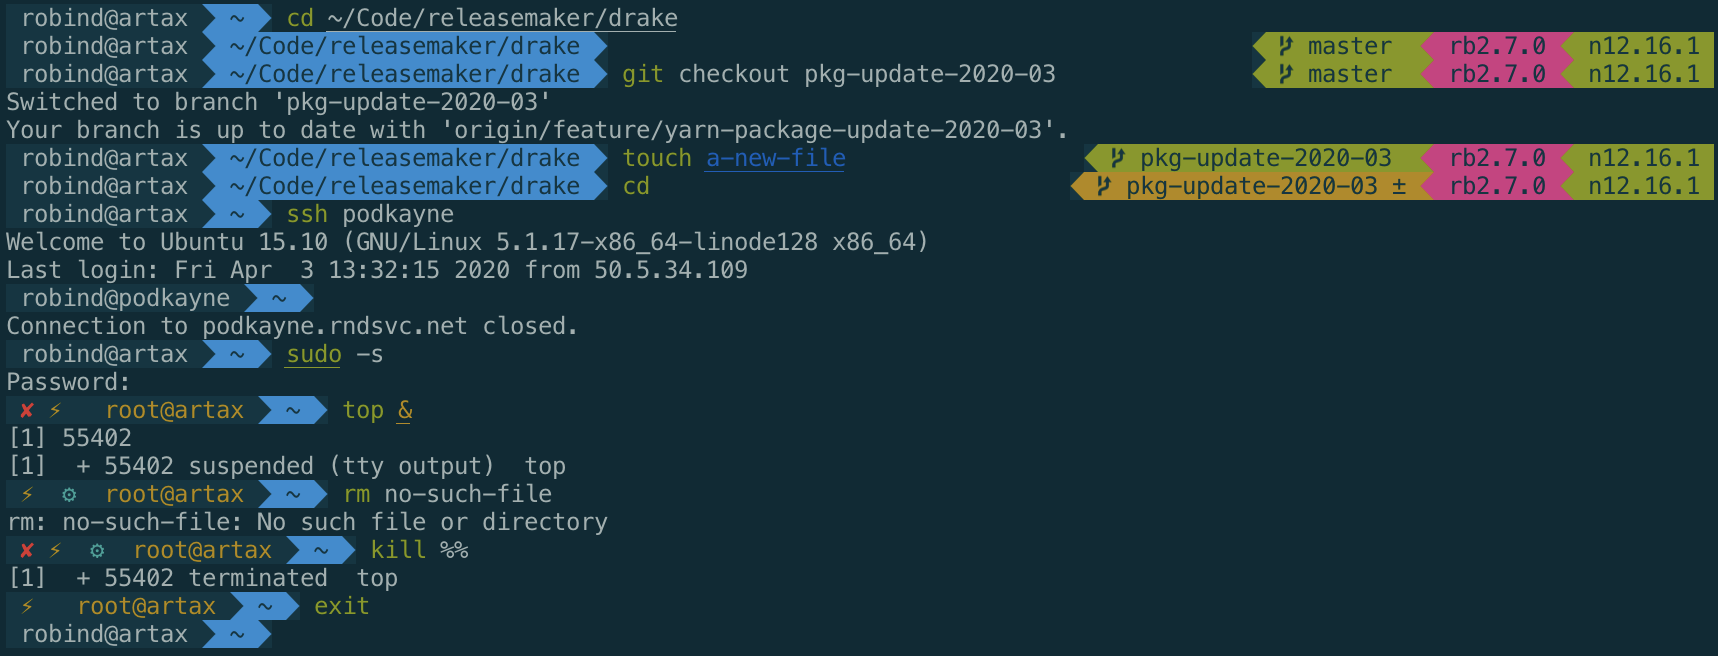 robind@artax ~ cd ~/Code/releasemaker/drake
robind@artax ~/Code/releasemaker/drake master rb2.7.0 n12.16.1
robind@artax ~/Code/releasemaker/drake git checkout pkg-update-2020-03 master rb2.7.0 n12.16.1
Switched to branch 'pkg-update-2020-03'
Your branch is up to date with 'origin/feature/yarn-package-update-2020-03'.
robind@artax ~/Code/releasemaker/drake touch a-new-file pkg-update-2020-03 rb2.7.0 n12.16.1
robind@artax ~/Code/releasemaker/drake cd pkg-update-2020-03 ± rb2.7.0 n12.16.1
robind@artax ~ ssh podkayne
Welcome to Ubuntu 15.10 (GNU/Linux 5.1.17-x86_64-linode128 x86_64)
Last login: Fri Apr  3 13:32:15 2020 from 50.5.34.109
robind@podkayne ~
Connection to podkayne.rndsvc.net closed.
robind@artax ~ sudo -s
Password:
✘ ⚡ root@artax ~ top &
[1] 55402
[1]  + 55402 suspended (tty output)  top
⚡ ⚙ root@artax ~ rm no-such-file
rm: no-such-file: No such file or directory
✘ ⚡ ⚙ root@artax ~ kill %%
[1]  + 55402 terminated  top
⚡ root@artax ~ exit
robind@artax ~